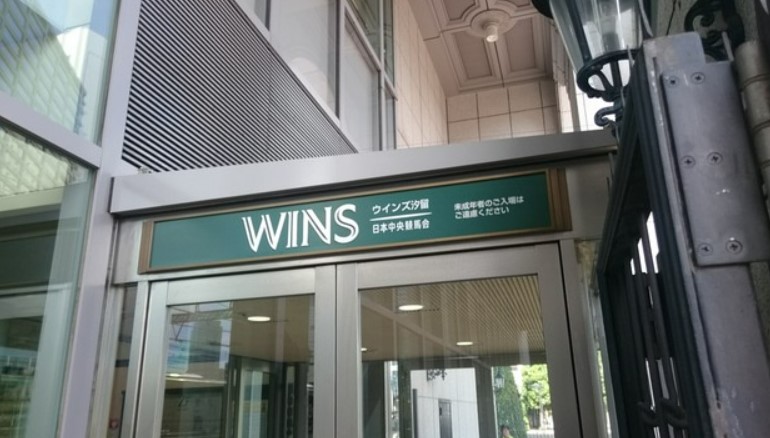 WINS
ウインズ汐留
日本中央競馬会
未成年者のご入場は
ご遠慮ください